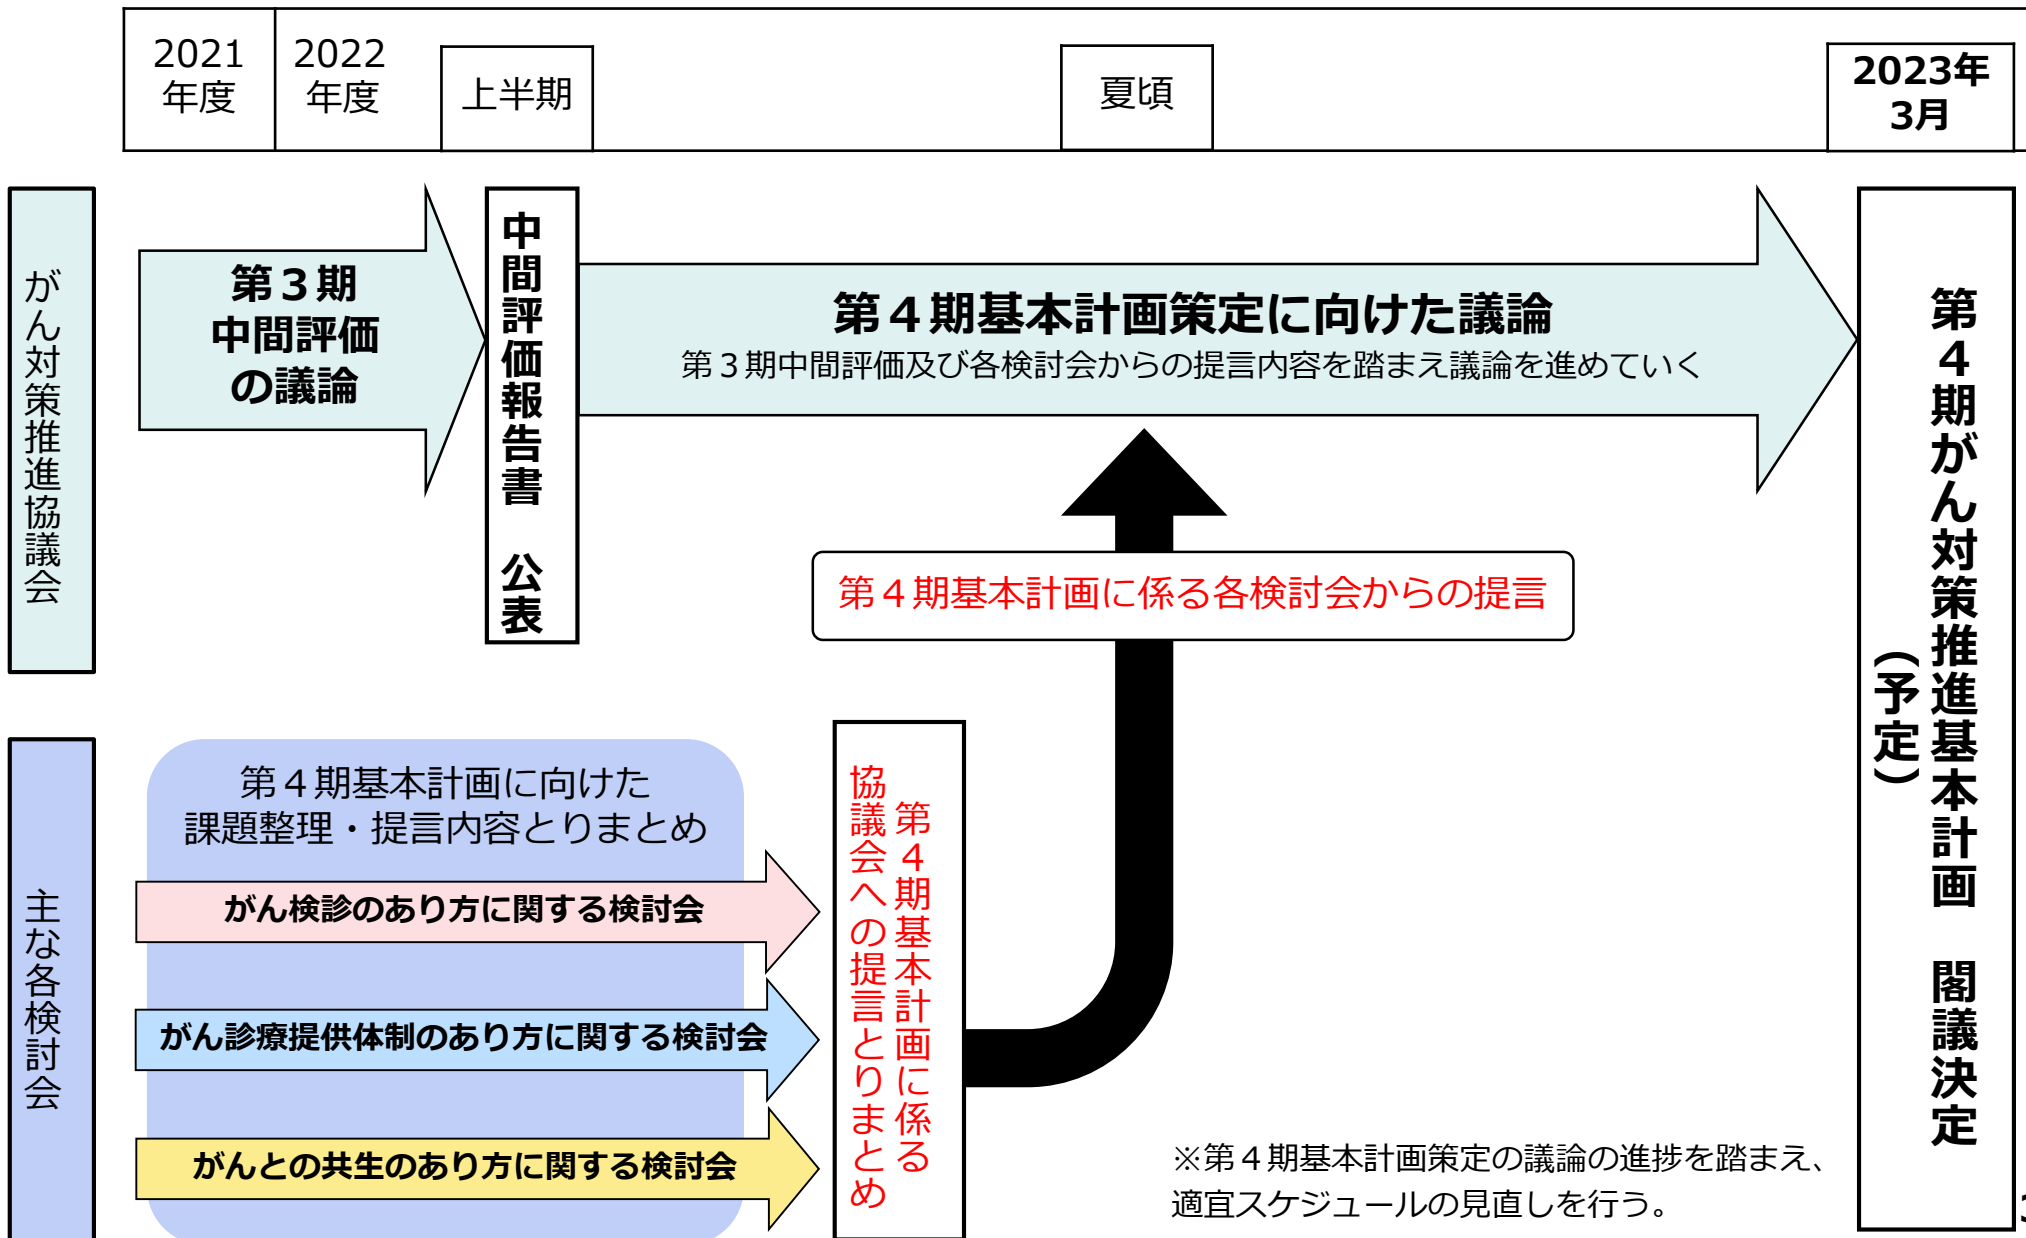 2021
年度
2022
年度
上半期
夏頃
2023年
3月
がん対策推進協議会
第３期
中間評価
の議論
中間評価報告書　公表
第４期基本計画策定に向けた議論
第３期中間評価及び各検討会からの提言内容を踏まえ議論を進めていく
第４期がん対策推進基本計画　閣議決定
（予定）
第４期基本計画に係る各検討会からの提言
主な各検討会
第４期基本計画に向けた
課題整理・提言内容とりまとめ
がん検診のあり方に関する検討会
がん診療提供体制のあり方に関する検討会
がんとの共生のあり方に関する検討会
第４期基本計画に係る
協議会への提言とりまとめ
※第４期基本計画策定の議論の進捗を踏まえ、
適宜スケジュールの見直しを行う。